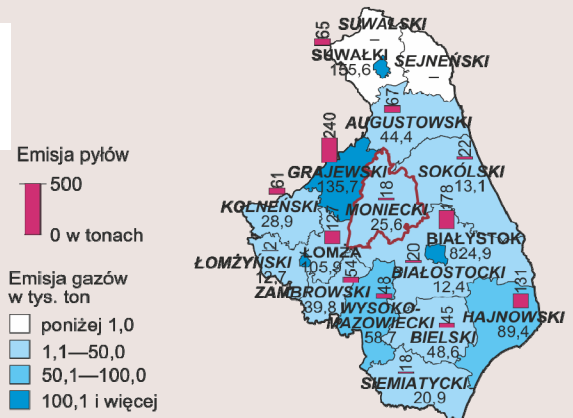 65
SUWALSKI
–
SUWAŁKI
155,6
SEJNEŃSKI
–
67
AUGUSTOWSKI
44,4
240
GRAJEWSKI
135,7
22
SOKÓLSKI
13,1
Emisja pyłów
500
0 w tonach
61
KOLNEŃSKI
28,9
18
MONIECKI
25,6
178
BIAŁYSTOK
824,9
ŁOMŻA
105,9
2
ŁOMŻYŃSKI
12,7
20
BIAŁOSTOCKI
12,4
Emisja gazów
w tys. ton
poniżej 1,0
1,1—50,0
50,1—100,0
100,1 i więcej
ZAMBROWSKI
39,8
48
WYSOKO-
MAZOWIECKI
58,7
131
HAJNOWSKI
89,4
45
BIELSKI
48,6
18
SIEMIATYCKI
20,9